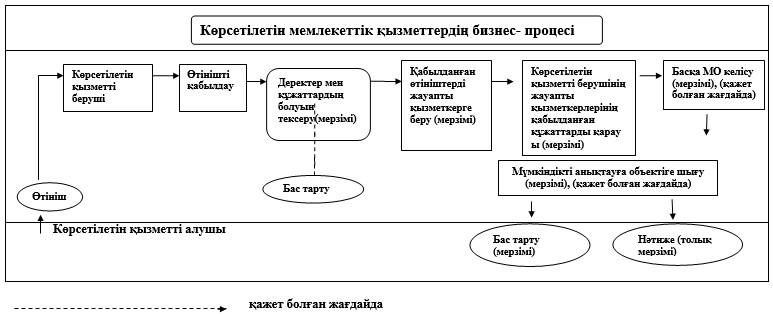 Көрсетілетін мемлекеттік қызметтердің бизнес- процесі
Көрсетілетін
қызметті
беруші
Өтінішті
қабылдау
Деректер мен
құжаттардың
болуын
тексеру(мерзімі)
Қабылданған
өтініштерді
жауапты
қызметкерге
беру (мерзімі)
Көрсетілетін
қызметті берушінің
жауапты
қызметкерлерінің
қабылданған
құжаттарды қарау
ы (мерзімі)
Басқа МО келісу
(мерзімі), (қажет
болған жағдайда)
Мүмкіндікті анықтауға объектіге шығу
(мерзімі), (қажет болған жағдайда)
Өтініш
Бас тарту
Көрсетілетін қызметті алушы
Бас тарту
(мерзімі)
Нәтиже (толық
мерзімі)
қажет болған жағдайда